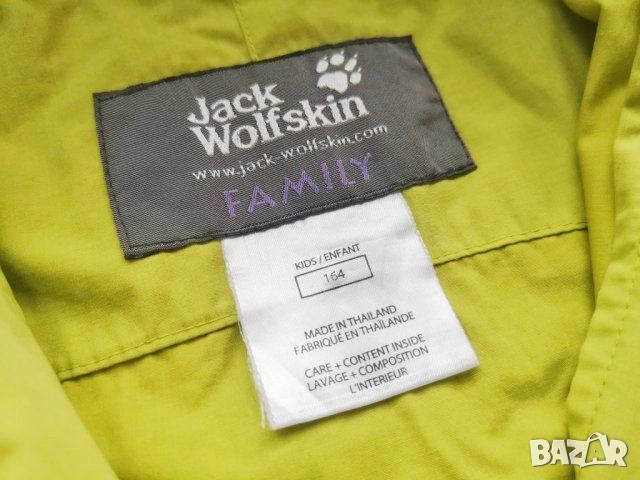 Jack
Wolfskin
www.jack-wolfskin.com
FAMILY
KIDS / ENFANT
164
MADE IN THAILAND
FABRIQUÉ EN THAÏLANDE
CARE + CONTENT INSIDE
LAVAGE + COMPOSITION
L'INTERIEUR
BAZAR